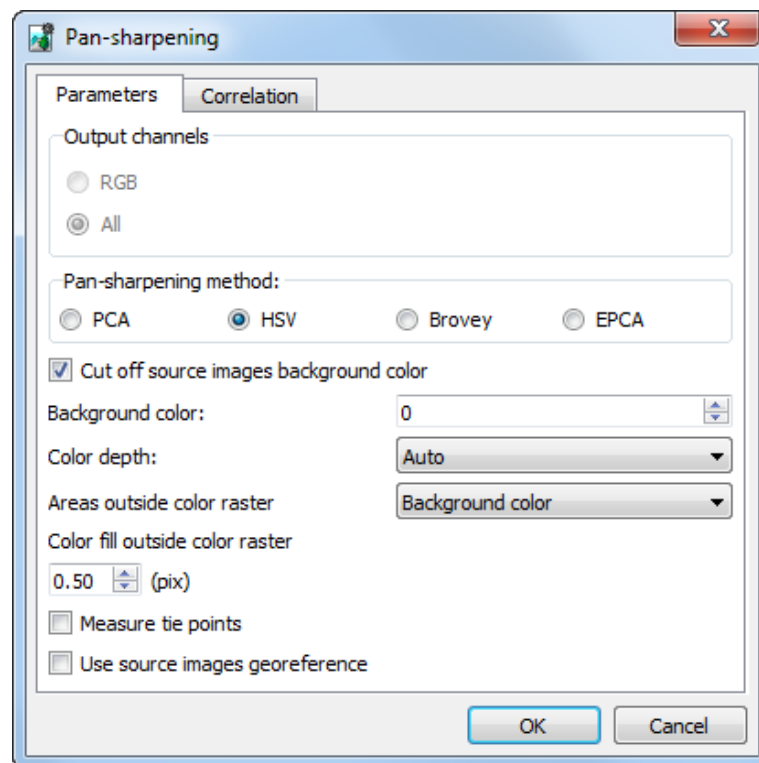 Pan-sharpening
Parameters Correlation
Output channels
RGB
All
Pan-sharpening method:
PCA HSV Brovey EPCA
Cut off source images background color
Background color: 0
Color depth: Auto
Areas outside color raster Background color
Color fill outside color raster
0.50 (pix)
Measure tie points
Use source images georeference
OK Cancel